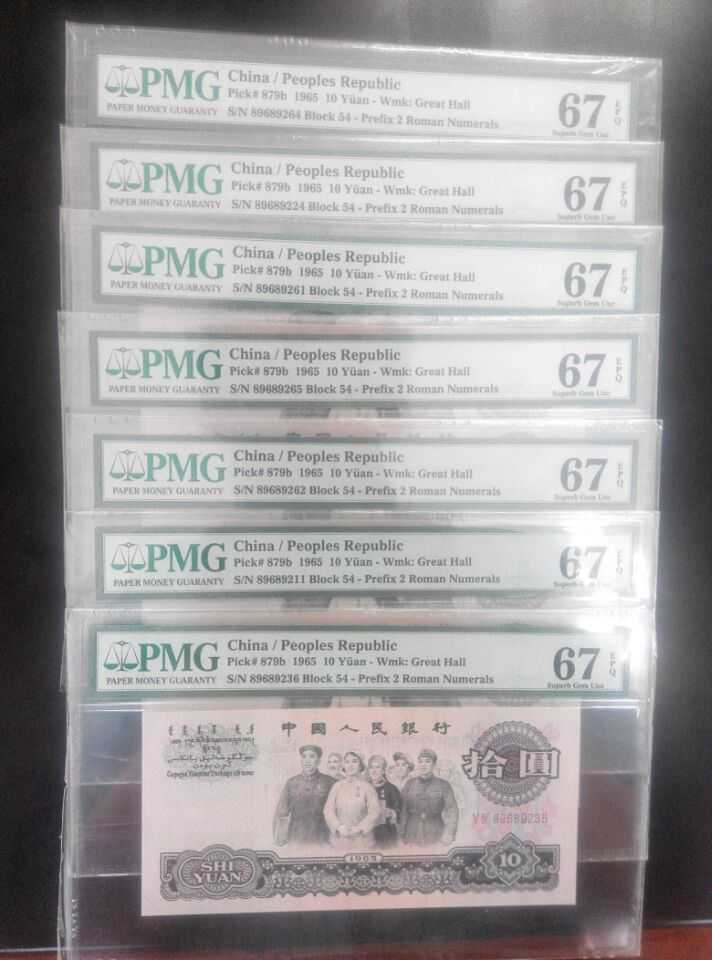 PMG
PAPER MONEY GUARANTY
China / Peoples Republic
Pick# 879b 1965 10 Yüan - Wmk: Great Hall
S/N 89689264 Block 54 - Prefix 2 Roman Numerals
67 EPQ
Superb Gem Unc
PMG
PAPER MONEY GUARANTY
China / Peoples Republic
Pick# 879b 1965 10 Yüan - Wmk: Great Hall
S/N 89689224 Block 54 - Prefix 2 Roman Numerals
67 EPQ
Superb Gem Unc
PMG
PAPER MONEY GUARANTY
China / Peoples Republic
Pick# 879b 1965 10 Yüan - Wmk: Great Hall
S/N 89689261 Block 54 - Prefix 2 Roman Numerals
67 EPQ
Superb Gem Unc
PMG
PAPER MONEY GUARANTY
China / Peoples Republic
Pick# 879b 1965 10 Yüan - Wmk: Great Hall
S/N 89689265 Block 54 - Prefix 2 Roman Numerals
67 EPQ
Superb Gem Unc
PMG
PAPER MONEY GUARANTY
China / Peoples Republic
Pick# 879b 1965 10 Yüan - Wmk: Great Hall
S/N 89689262 Block 54 - Prefix 2 Roman Numerals
67 EPQ
Superb Gem Unc
PMG
PAPER MONEY GUARANTY
China / Peoples Republic
Pick# 879b 1965 10 Yüan - Wmk: Great Hall
S/N 89689211 Block 54 - Prefix 2 Roman Numerals
67 EPQ
Superb Gem Unc
PMG
PAPER MONEY GUARANTY
China / Peoples Republic
Pick# 879b 1965 10 Yüan - Wmk: Great Hall
S/N 89689236 Block 54 - Prefix 2 Roman Numerals
67 EPQ
Superb Gem Unc
中國人民銀行
拾圓
89689236
1965
SHI
YUAN
10